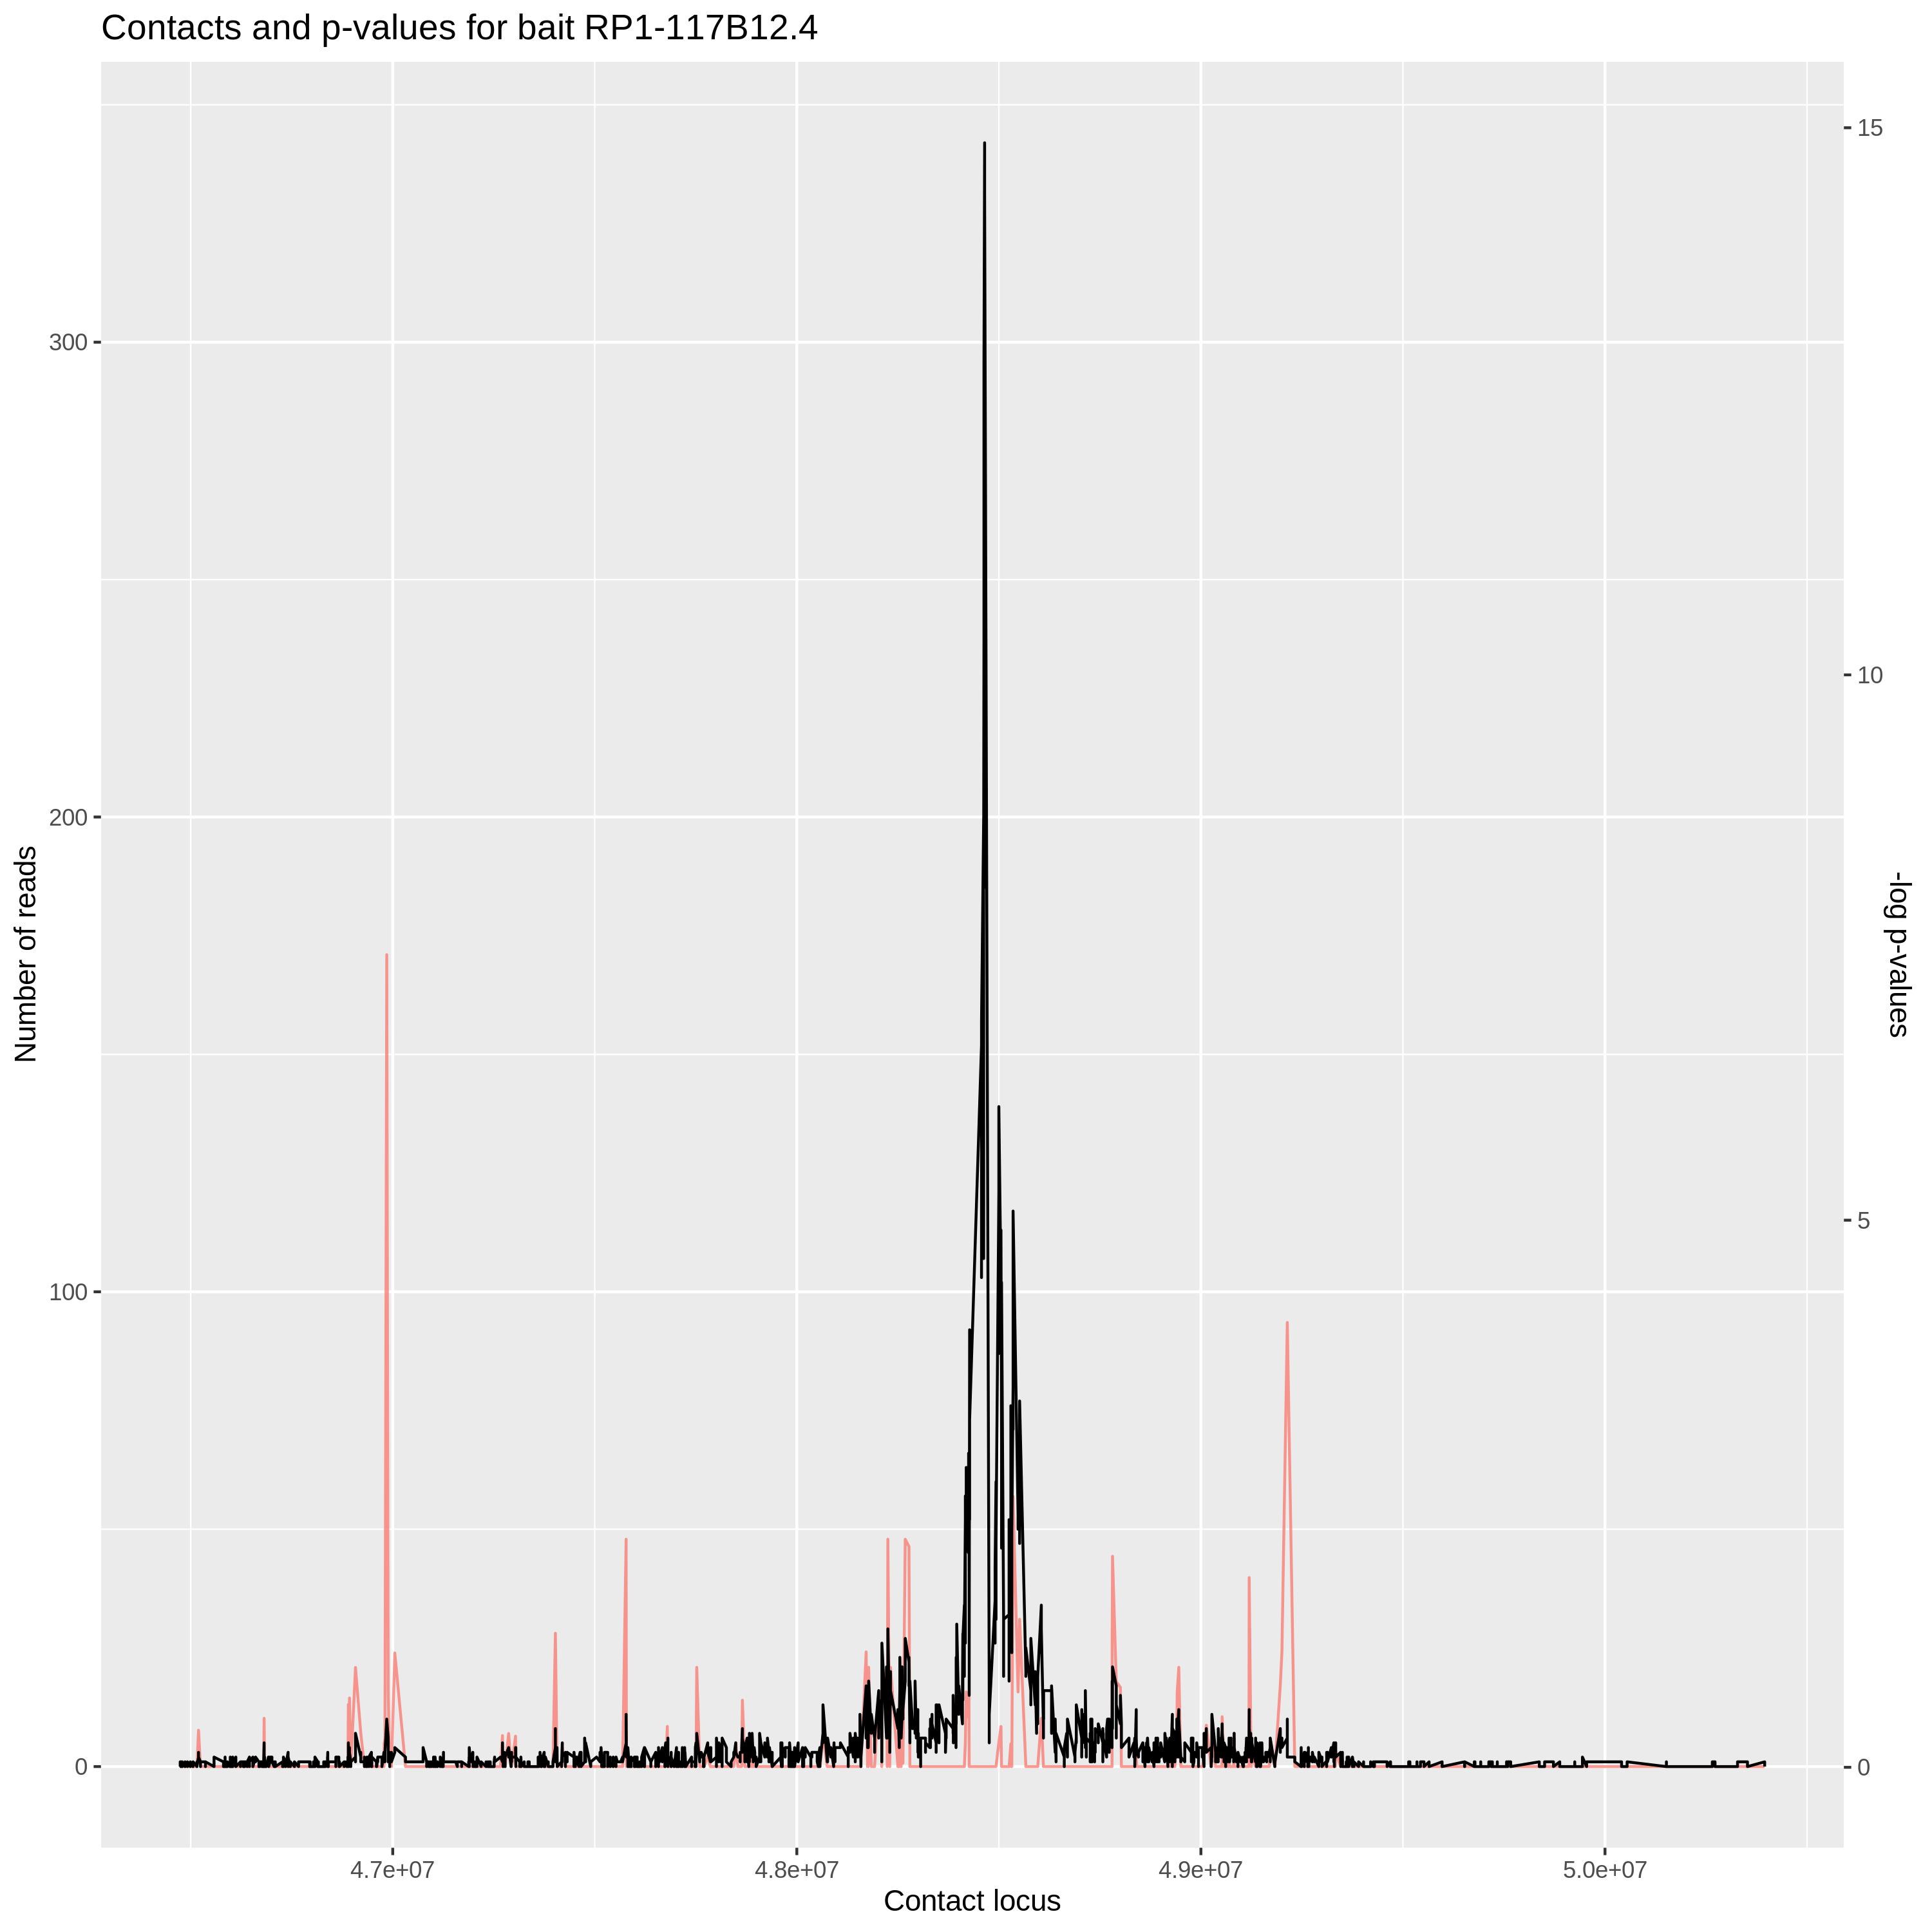 Contacts and p-values for bait RP1-117B12.4
Number of reads
300
200
100
0
15
10
5
0
-log p-values
4.7e+07
4.8e+07
4.9e+07
5.0e+07
Contact locus